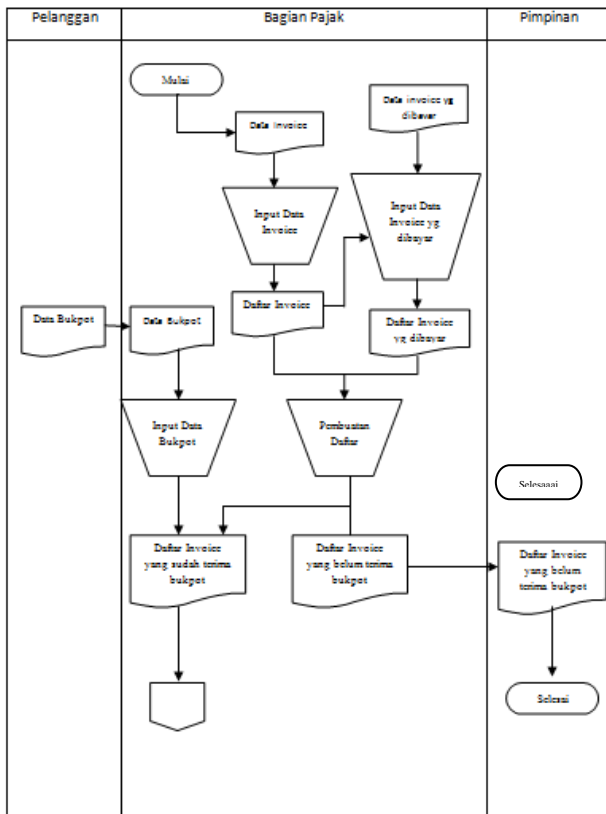 Pelanggan
Bagian Pajak
Pimpinan
Mulai
Data Invoice
Data invoice yg
dibayar
Input Data
Invoice
Input Data
Invoice yg
dibayar
Data Bukpot
Data Bukpot
Daftar Invoice
Daftar Invoice
yg dibayar
Input Data
Bukpot
Pembuatan
Daftar
Selesaaai
Daftar Invoice
yang sudah terima
bukpot
Daftar Invoice
yang belum terima
bukpot
Daftar Invoice
yang belum
terima bukpot
Selesai